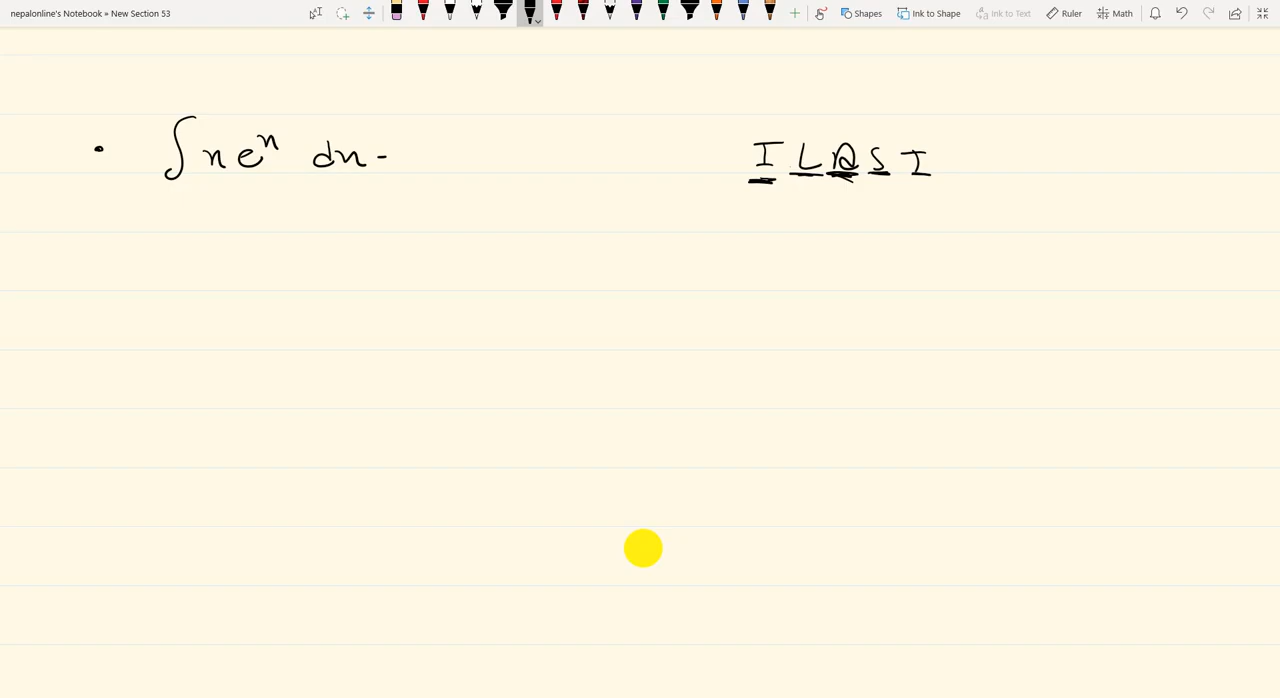 nepalonline's Notebook » New Section 53
Shapes Ink to Shape Ink to Text Ruler Math
∫ x eˣ dx - I L A S I